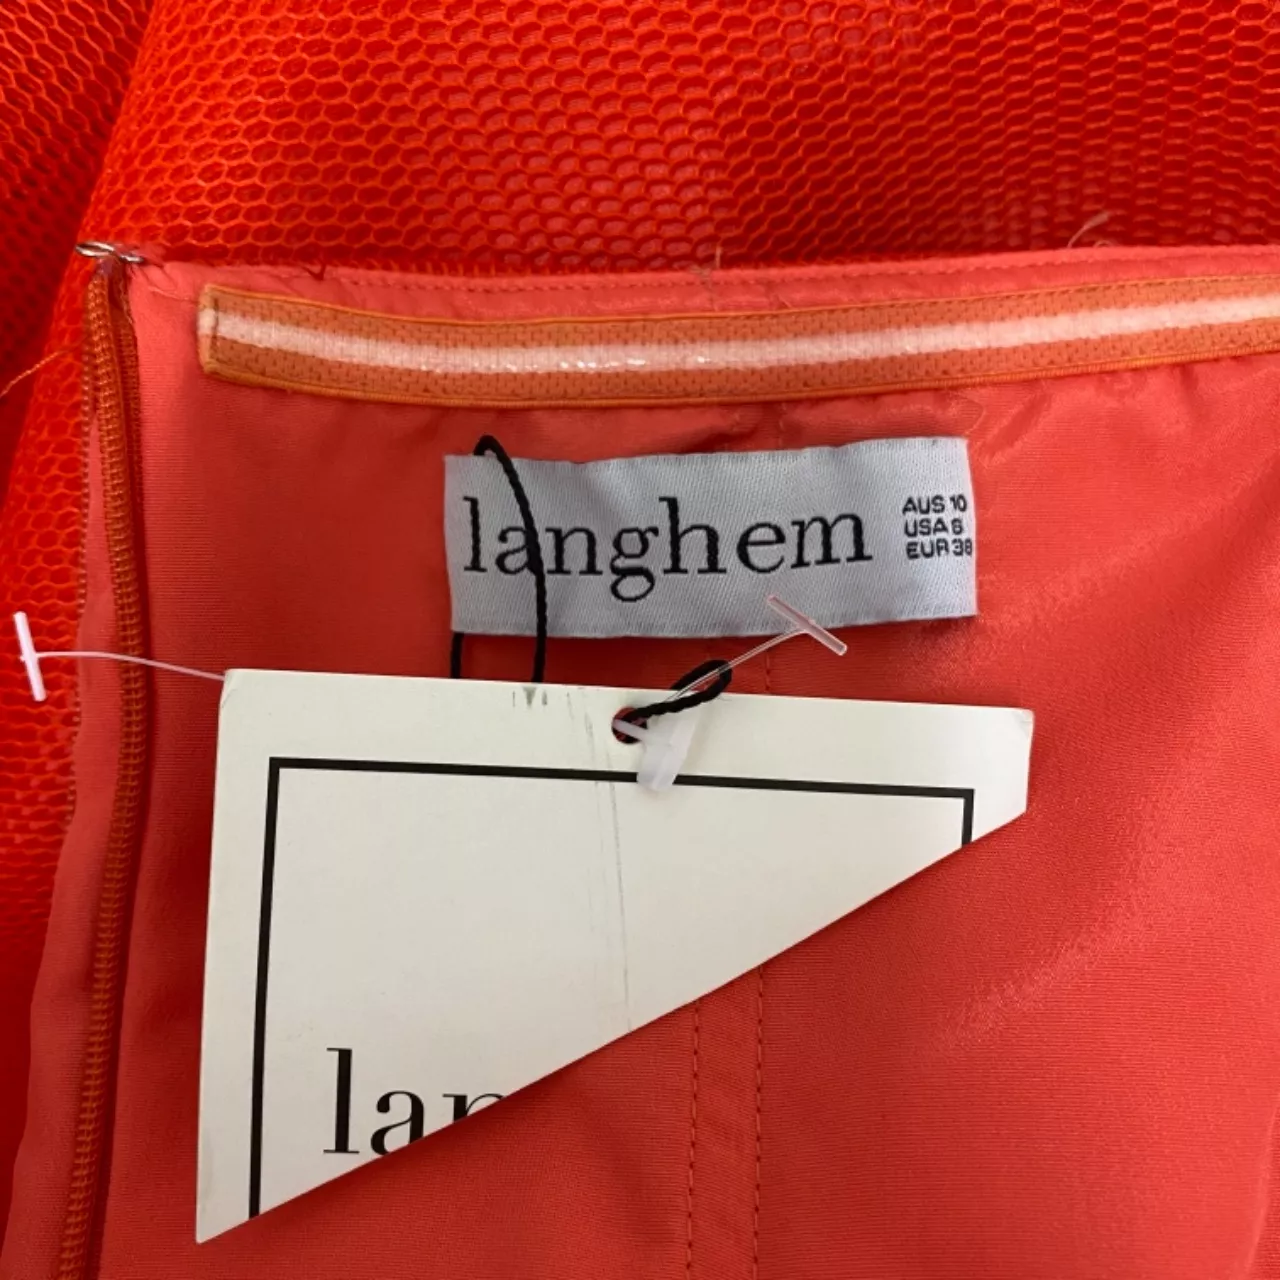 langhem
AUS 10
USA 6
EUR 38
lan